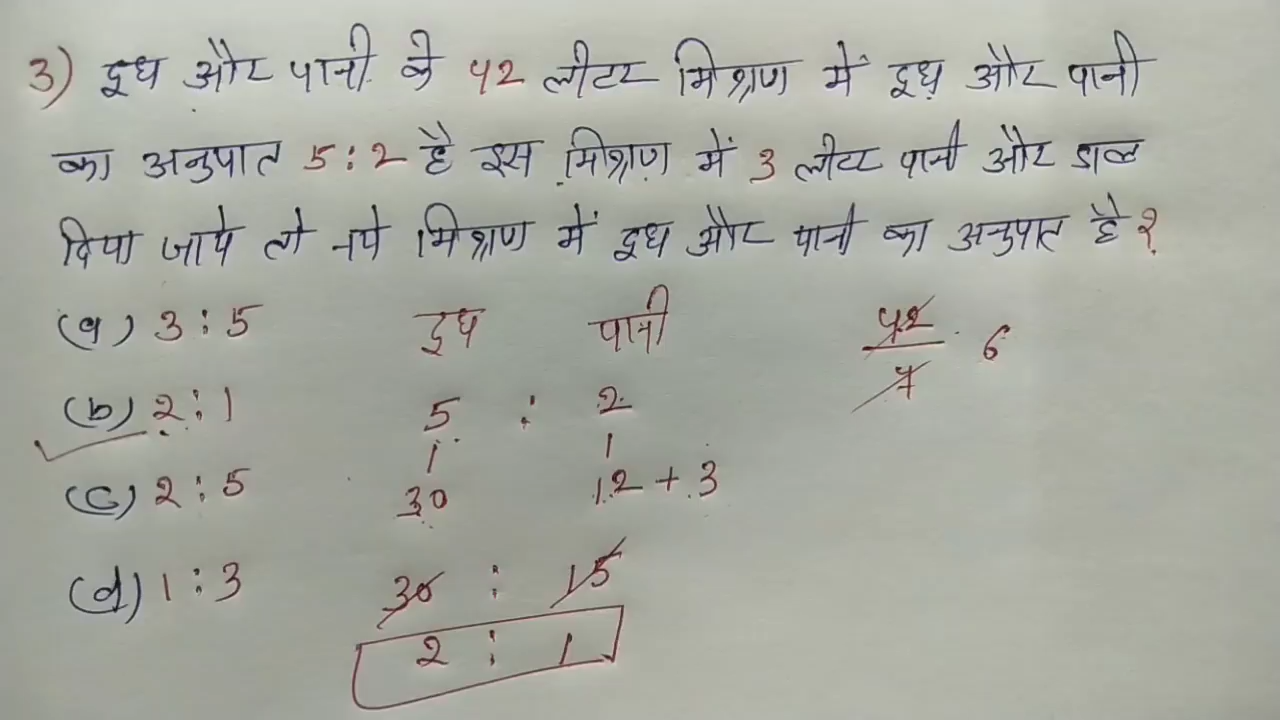 3) दूध और पानी के 42 लीटर मिश्रण में दूध और पानी
का अनुपात 5:2 है इस मिश्रण में 3 लीटर पानी और डाल
दिया जाये तो नये मिश्रण में दूध और पानी का अनुपात है ?
(a) 3:5
(b) 2:1
(c) 2:5
(d) 1:3
दूध पानी
5 : 2
30 12+3
30 : 15
2 : 1
42
7
6